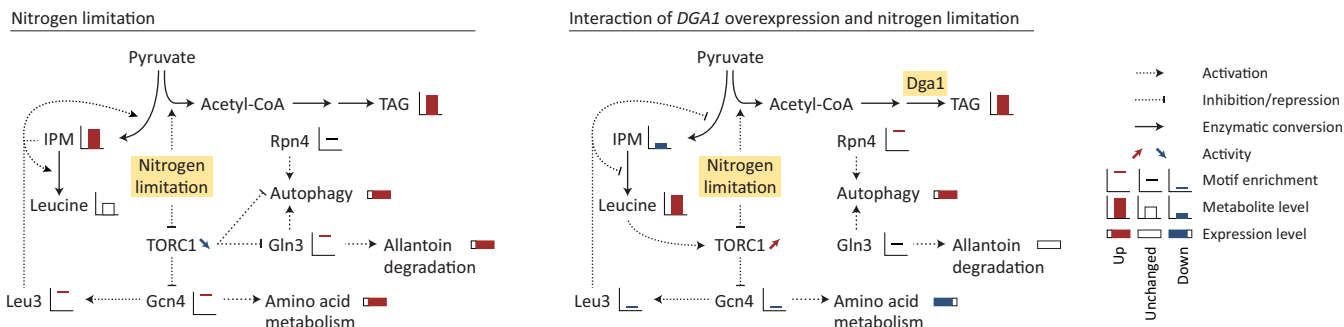 Nitrogen limitation
Pyruvate
Acetyl-CoA
TAG
IPM
Rpn4
Nitrogen
limitation
Autophagy
Leucine
TORC1
Gln3
Allantoin
degradation
Leu3
Gcn4
Amino acid
metabolism
Interaction of DGA1 overexpression and nitrogen limitation
Pyruvate
Dga1
Acetyl-CoA
TAG
IPM
Rpn4
Nitrogen
limitation
Autophagy
Leucine
TORC1
Gln3
Allantoin
degradation
Leu3
Gcn4
Amino acid
metabolism
Activation
Inhibition/repression
Enzymatic conversion
Activity
Motif enrichment
Metabolite level
Expression level
Up
Unchanged
Down